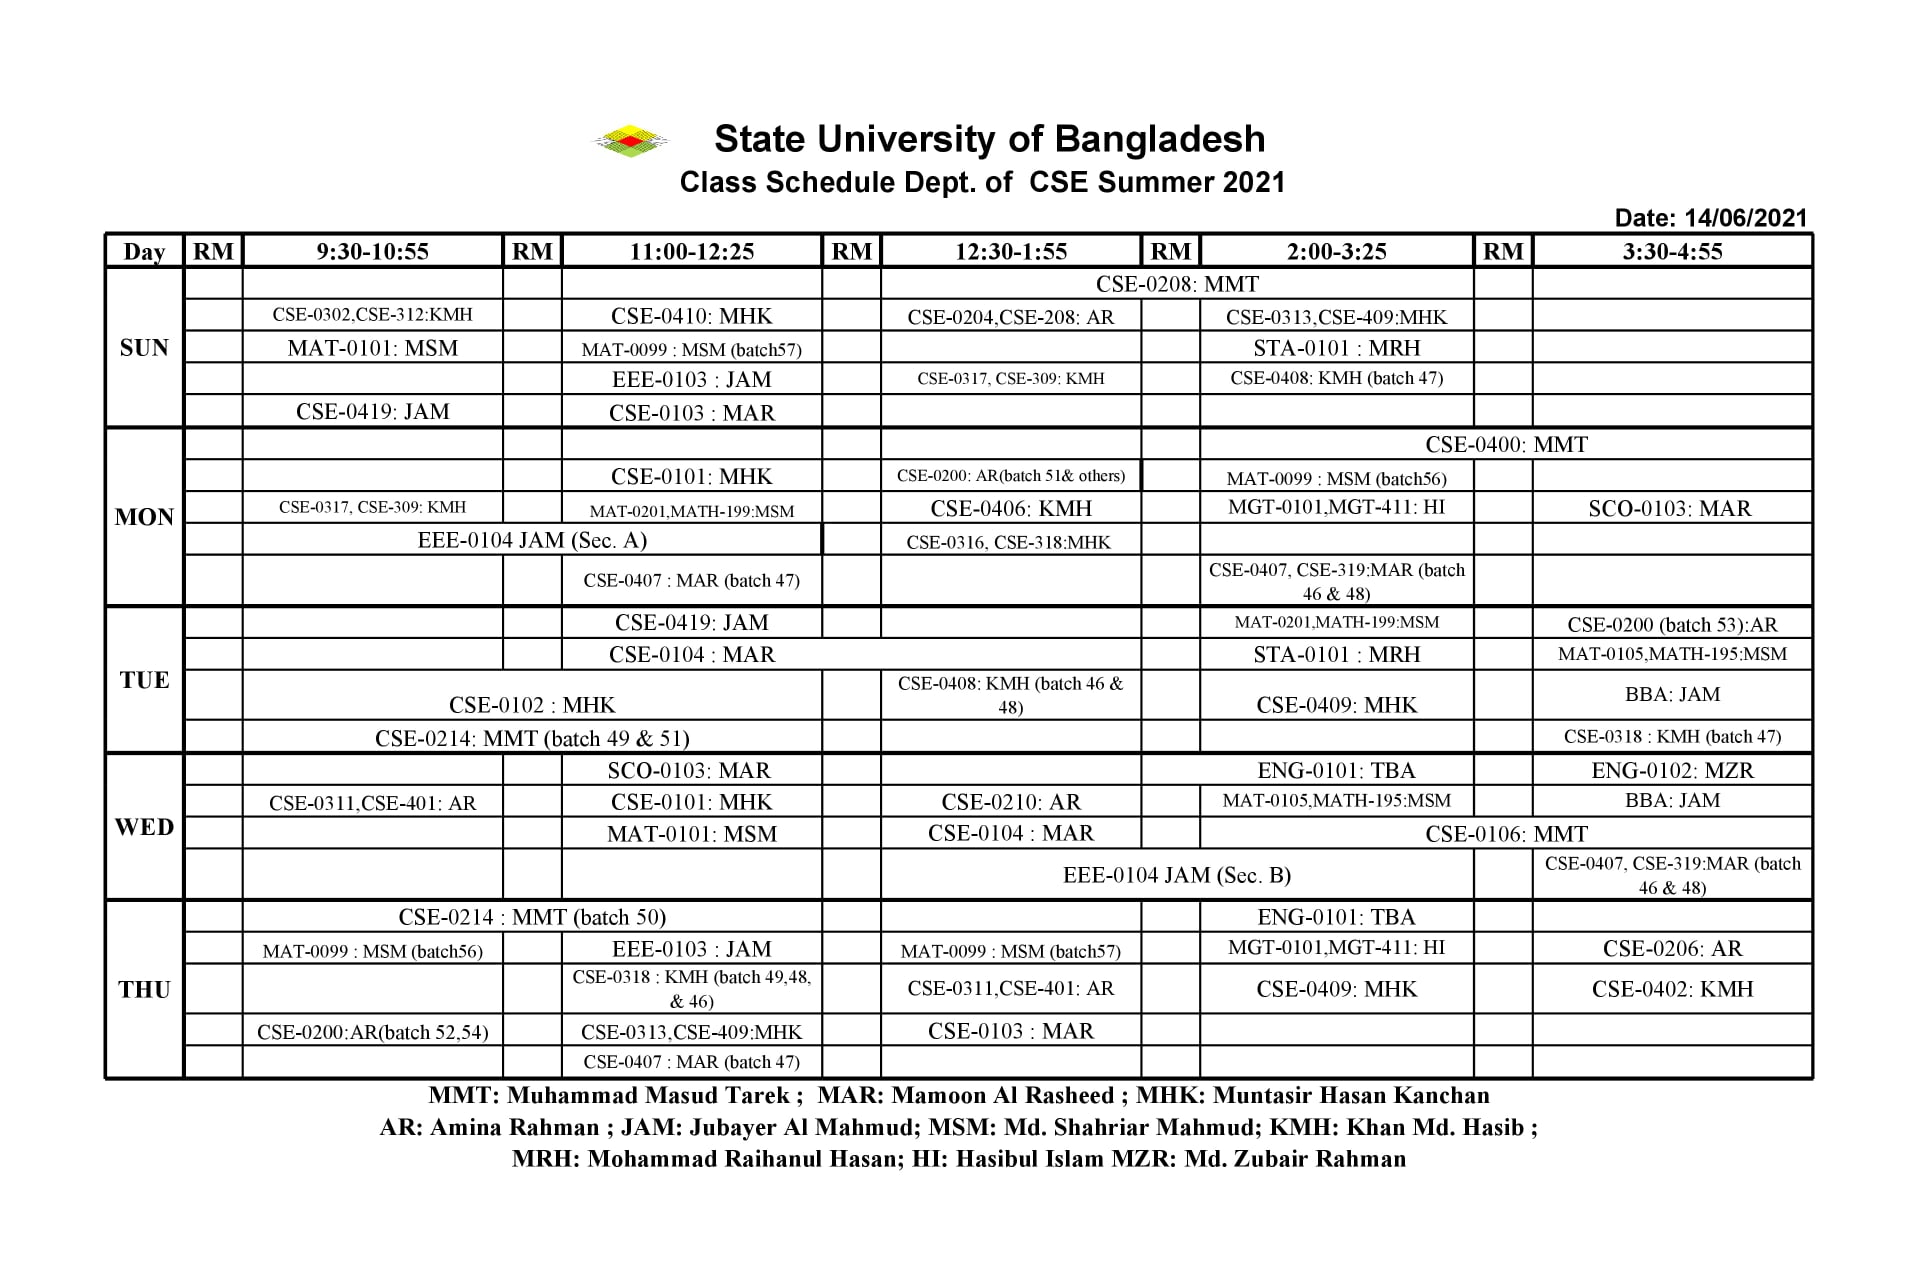 State University of Bangladesh
Class Schedule Dept. of CSE Summer 2021
Date: 14/06/2021
Day RM 9:30-10:55 RM 11:00-12:25 RM 12:30-1:55 RM 2:00-3:25 RM 3:30-4:55
SUN
CSE-0208: MMT
CSE-0302,CSE-312:KMH CSE-0410: MHK CSE-0204,CSE-208: AR CSE-0313,CSE-409:MHK
MAT-0101: MSM MAT-0099 : MSM (batch57) STA-0101 : MRH
EEE-0103 : JAM CSE-0317, CSE-309: KMH CSE-0408: KMH (batch 47)
CSE-0419: JAM CSE-0103 : MAR
MON
CSE-0400: MMT
CSE-0101: MHK CSE-0200: AR(batch 51& others) MAT-0099 : MSM (batch56)
CSE-0317, CSE-309: KMH MAT-0201,MATH-199:MSM CSE-0406: KMH MGT-0101,MGT-411: HI SCO-0103: MAR
EEE-0104 JAM (Sec. A) CSE-0316, CSE-318:MHK
CSE-0407 : MAR (batch 47) CSE-0407, CSE-319:MAR (batch
46 & 48)
TUE
CSE-0419: JAM MAT-0201,MATH-199:MSM CSE-0200 (batch 53):AR
CSE-0104 : MAR STA-0101 : MRH MAT-0105,MATH-195:MSM
CSE-0102 : MHK CSE-0408: KMH (batch 46 &
48) CSE-0409: MHK BBA: JAM
CSE-0214: MMT (batch 49 & 51) CSE-0318 : KMH (batch 47)
WED
SCO-0103: MAR ENG-0101: TBA ENG-0102: MZR
CSE-0311,CSE-401: AR CSE-0101: MHK CSE-0210: AR MAT-0105,MATH-195:MSM BBA: JAM
MAT-0101: MSM CSE-0104 : MAR CSE-0106: MMT
EEE-0104 JAM (Sec. B) CSE-0407, CSE-319:MAR (batch
46 & 48)
THU
CSE-0214 : MMT (batch 50) ENG-0101: TBA
MAT-0099 : MSM (batch56) EEE-0103 : JAM MAT-0099 : MSM (batch57) MGT-0101,MGT-411: HI CSE-0206: AR
CSE-0318 : KMH (batch 49,48,
& 46) CSE-0311,CSE-401: AR CSE-0409: MHK CSE-0402: KMH
CSE-0200:AR(batch 52,54) CSE-0313,CSE-409:MHK CSE-0103 : MAR
CSE-0407 : MAR (batch 47)
MMT: Muhammad Masud Tarek ; MAR: Mamoon Al Rasheed ; MHK: Muntasir Hasan Kanchan
AR: Amina Rahman ; JAM: Jubayer Al Mahmud; MSM: Md. Shahriar Mahmud; KMH: Khan Md. Hasib ;
MRH: Mohammad Raihanul Hasan; HI: Hasibul Islam MZR: Md. Zubair Rahman